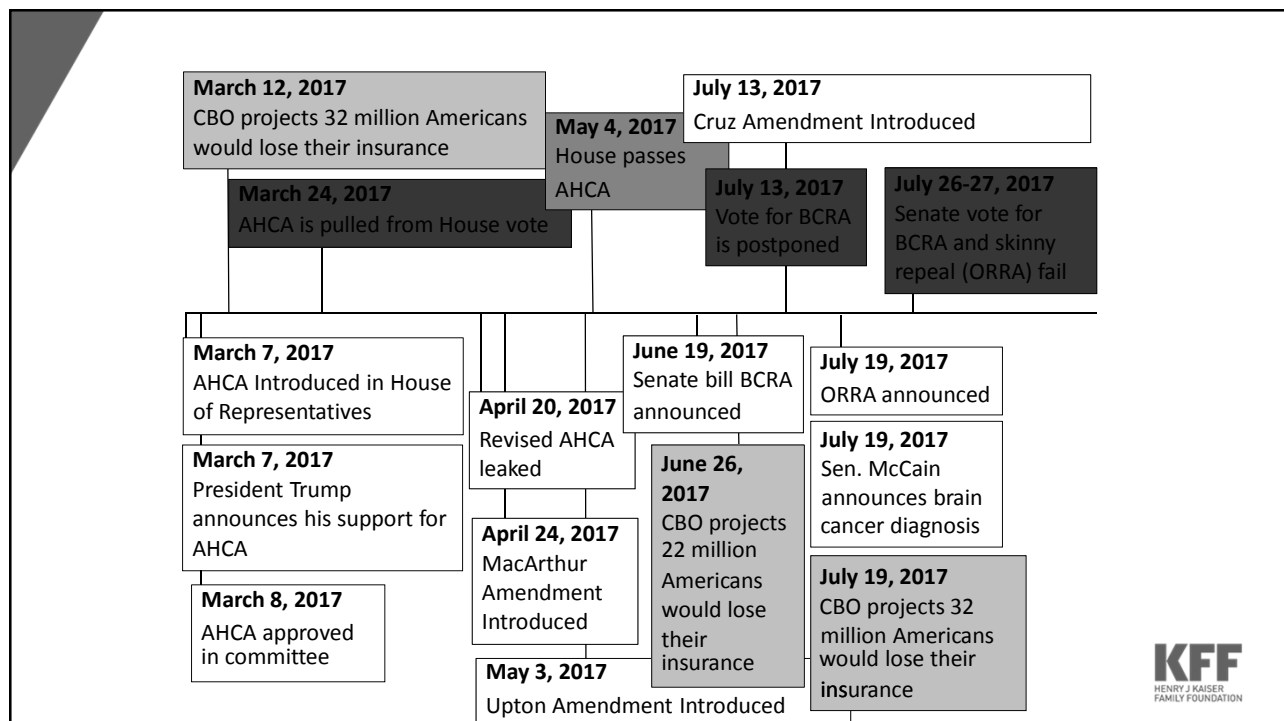 March 12, 2017
CBO projects 32 million Americans
would lose their insurance
March 24, 2017
AHCA is pulled from House vote
May 4, 2017
House passes
AHCA
July 13, 2017
Cruz Amendment Introduced
July 13, 2017
Vote for BCRA
is postponed
July 26-27, 2017
Senate vote for
BCRA and skinny
repeal (ORRA) fail
March 7, 2017
AHCA Introduced in House
of Representatives
March 7, 2017
President Trump
announces his support for
AHCA
March 8, 2017
AHCA approved
in committee
April 20, 2017
Revised AHCA
leaked
April 24, 2017
MacArthur
Amendment
Introduced
May 3, 2017
Upton Amendment Introduced
June 19, 2017
Senate bill BCRA
announced
June 26,
2017
CBO projects
22 million
Americans
would lose
their
insurance
July 19, 2017
ORRA announced
July 19, 2017
Sen. McCain
announces brain
cancer diagnosis
July 19, 2017
CBO projects 32
million Americans
would lose their
insurance
KFF
HENRY J KAISER
FAMILY FOUNDATION